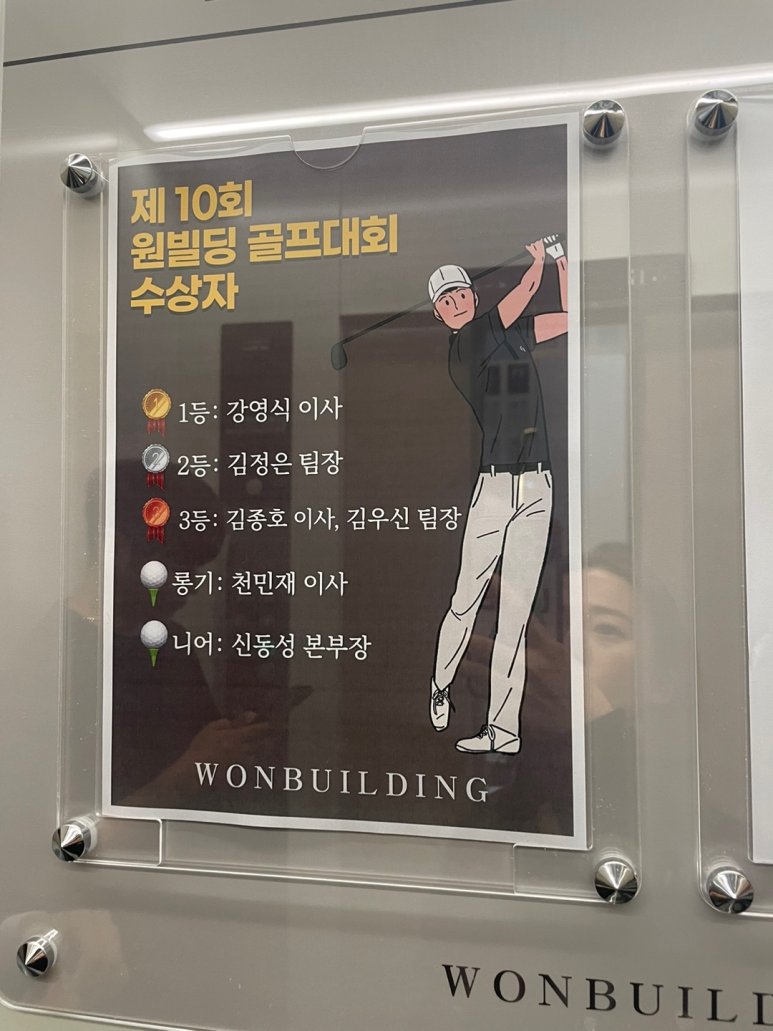 제 10회
원빌딩 골프대회
수상자
1등: 강영식 이사
2등: 김정은 팀장
3등: 김종호 이사, 김우신 팀장
롱기: 천민재 이사
니어: 신동성 본부장
WONBUILDING
WONBUILD